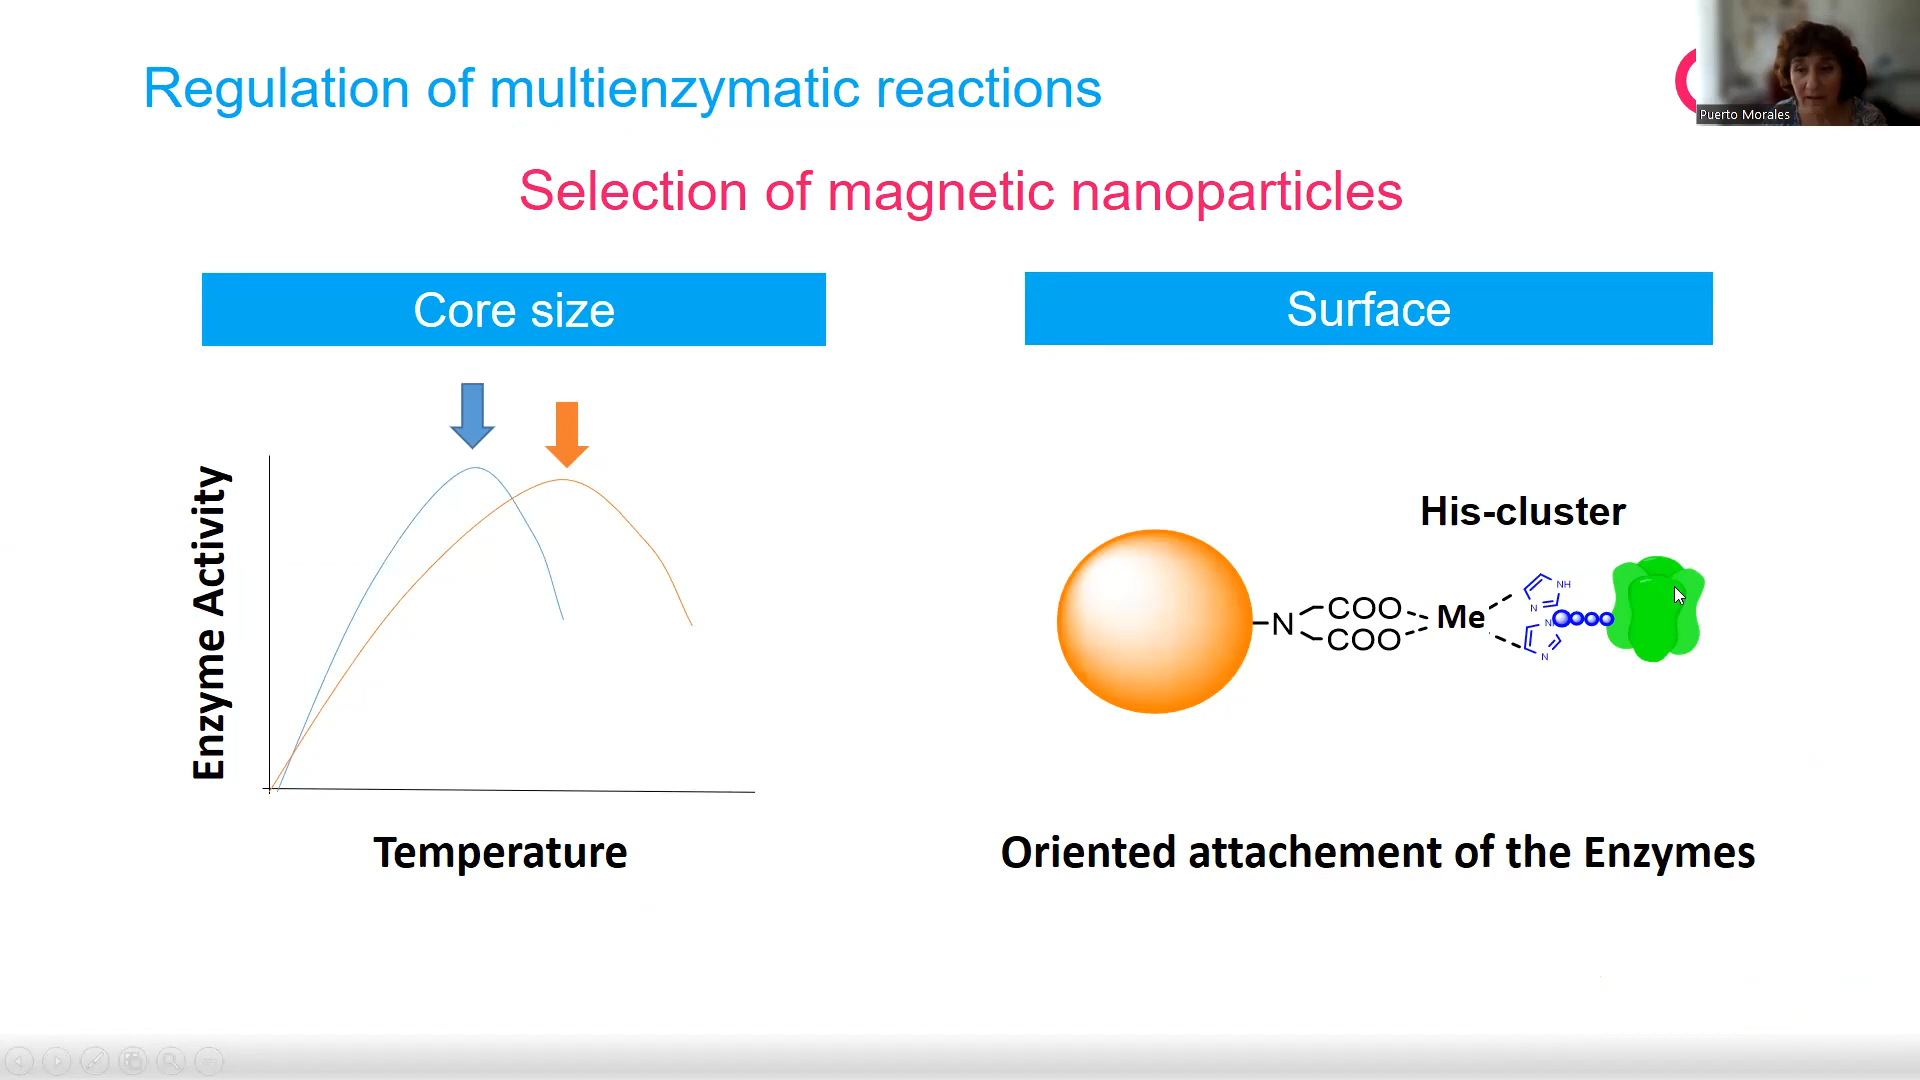 Regulation of multienzymatic reactions
Puerto Morales
Selection of magnetic nanoparticles
Core size
Surface
Enzyme Activity
Temperature
His-cluster
N
COO
COO
Me
NH
N
N
N
Oriented attachement of the Enzymes